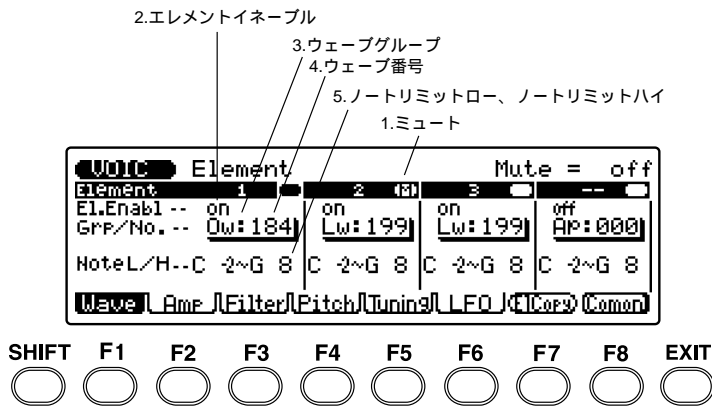 2.エレメントイネーブル
3.ウェーブグループ
4.ウェーブ番号
5.ノートリミットロー、ノートリミットハイ
1.ミュート
VOIC Element Mute = off
Element 1 2 3 --
El.Enabl -- on on on off
Grp/No. -- Ow:184 Lw:199 Lw:199 Ap:000
NoteL/H--C -2~G 8 C -2~G 8 C -2~G 8 C -2~G 8
Wave Amp Filter Pitch Tuning LFO ElCopy Comon
SHIFT F1 F2 F3 F4 F5 F6 F7 F8 EXIT